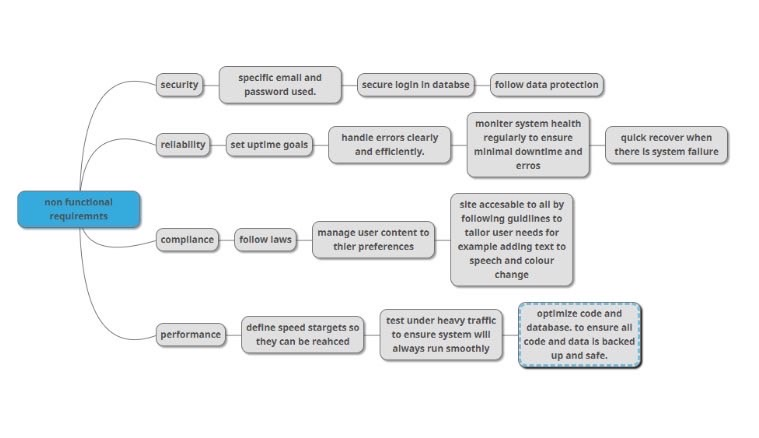 non functional
requiremnts
security
specific email and
password used.
secure login in databse
follow data protection
reliability
set uptime goals
handle errors clearly
and efficiently.
moniter system health
regularly to ensure
minimal downtime and
erros
quick recover when
there is system failure
compliance
follow laws
manage user content to
thier preferences
site accesable to all by
following guidlines to
tailor user needs for
example adding text to
speech and colour
change
performance
define speed stargets so
they can be reahced
test under heavy traffic
to ensure system will
always run smoothly
optimize code and
database. to ensure all
code and data is backed
up and safe.